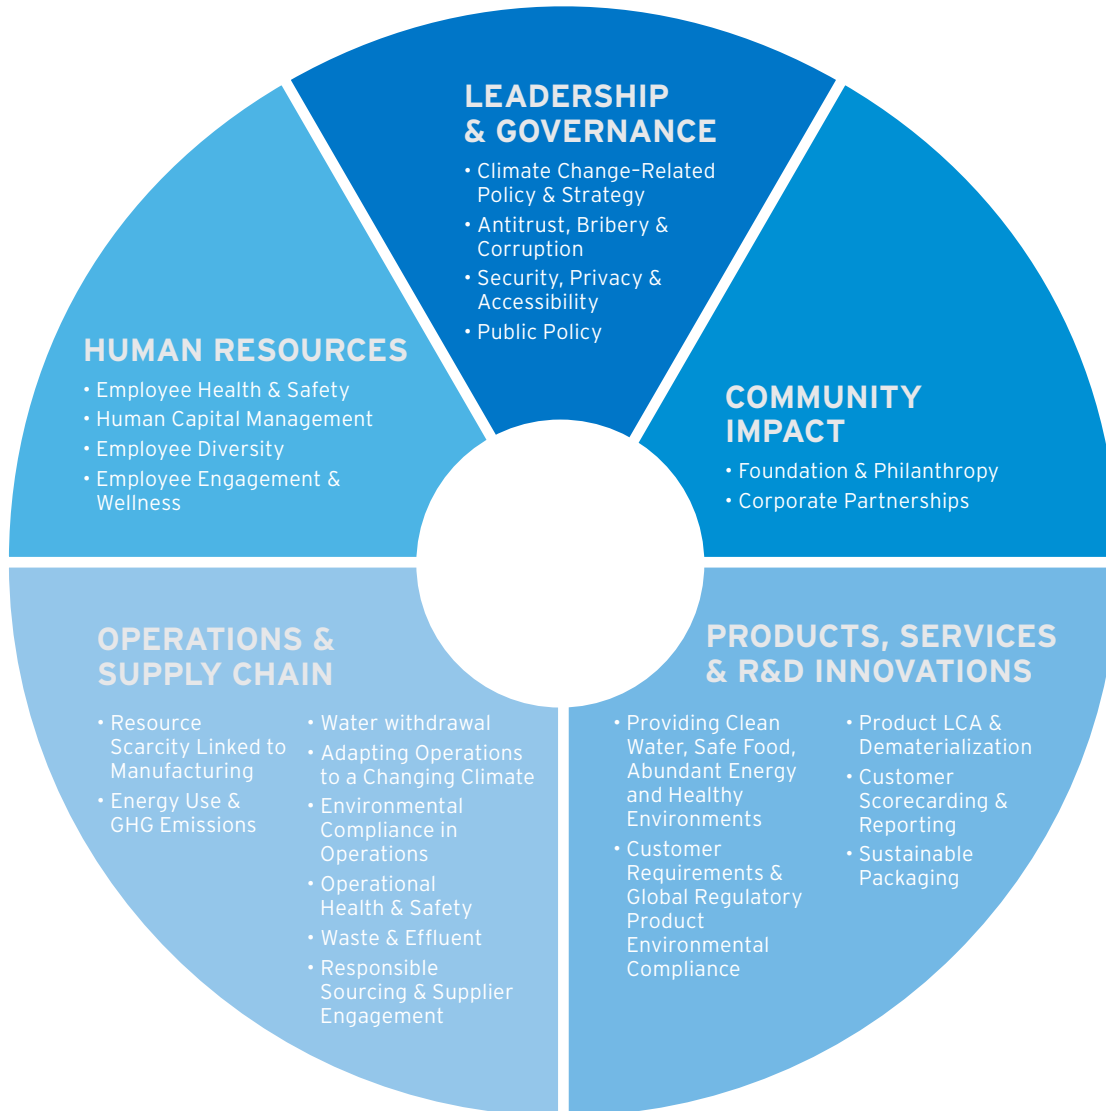 LEADERSHIP
& GOVERNANCE
• Climate Change–Related
Policy & Strategy
• Antitrust, Bribery &
Corruption
• Security, Privacy &
Accessibility
• Public Policy
HUMAN RESOURCES
• Employee Health & Safety
• Human Capital Management
• Employee Diversity
• Employee Engagement &
Wellness
COMMUNITY
IMPACT
• Foundation & Philanthropy
• Corporate Partnerships
OPERATIONS &
SUPPLY CHAIN
• Resource
Scarcity Linked to
Manufacturing
• Energy Use &
GHG Emissions
• Water withdrawal
• Adapting Operations
to a Changing Climate
• Environmental
Compliance in
Operations
• Operational
Health & Safety
• Waste & Effluent
• Responsible
Sourcing & Supplier
Engagement
PRODUCTS, SERVICES
& R&D INNOVATIONS
• Providing Clean
Water, Safe Food,
Abundant Energy
and Healthy
Environments
• Customer
Requirements &
Global Regulatory
Product
Environmental
Compliance
• Product LCA &
Dematerialization
• Customer
Scorecarding &
Reporting
• Sustainable
Packaging